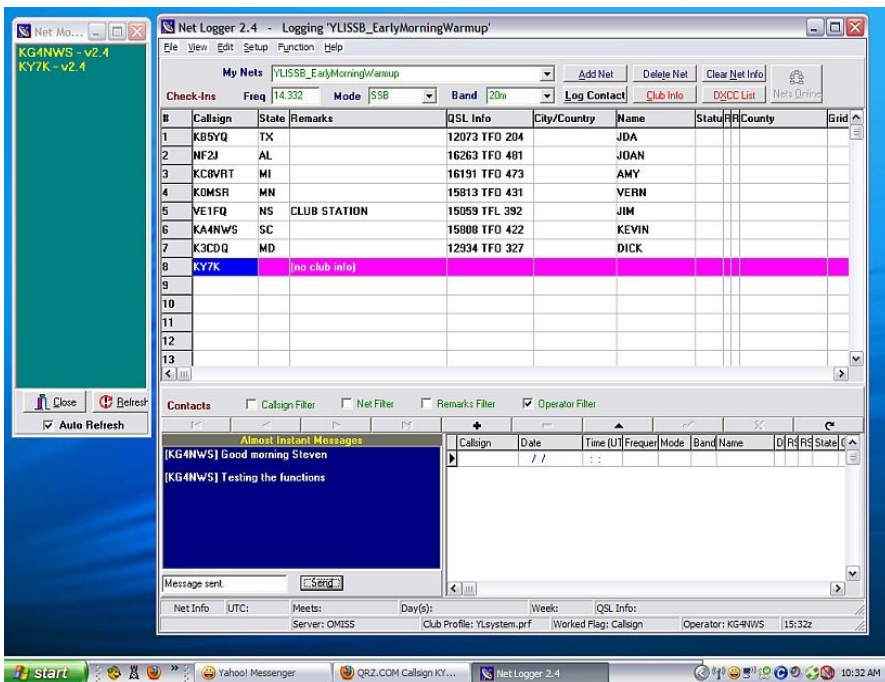 Net Mo...
KG4NWS - v2.4
KY7K - v2.4
Close Refresh
Auto Refresh
Net Logger 2.4 - Logging 'YLISSB_EarlyMorningWarmup'
File View Edit Setup Function Help
My Nets YLISSB_EarlyMorningWarmup Add Net Delete Net Clear Net Info
Check-Ins Freq 14.332 Mode SSB Band 20m Log Contact Club Info DXCC List Nets Online
# Callsign State Remarks QSL Info City/Country Name Statu R R County Grid
1 KB5YQ TX 12073 TFO 204 JDA
2 NF2J AL 16263 TFO 481 JOAN
3 KC8VRT MI 16191 TFO 473 AMY
4 K0MSR MN 15813 TFO 431 VERN
5 VE1FQ NS CLUB STATION 15059 TFL 392 JIM
6 KA4NWS SC 15808 TFO 422 KEVIN
7 K3CDQ MD 12934 TFO 327 DICK
8 KY7K (no club info)
9
10
11
12
13
Contacts Callsign Filter Net Filter Remarks Filter Operator Filter
Almost Instant Messages
[KG4NWS] Good morning Steven
[KG4NWS] Testing the functions
Message sent. Send
Callsign Date Time (UT Frequer Mode Band Name D RS RS State
/ / : :
Net Info UTC: Meets: Day(s): Week: QSL Info:
Server: OMISS Club Profile: YLsystem.prf Worked Flag: Callsign Operator: KG4NWS 15:32z
start Yahoo! Messenger QRZ.COM Callsign KY... Net Logger 2.4 10:32 AM